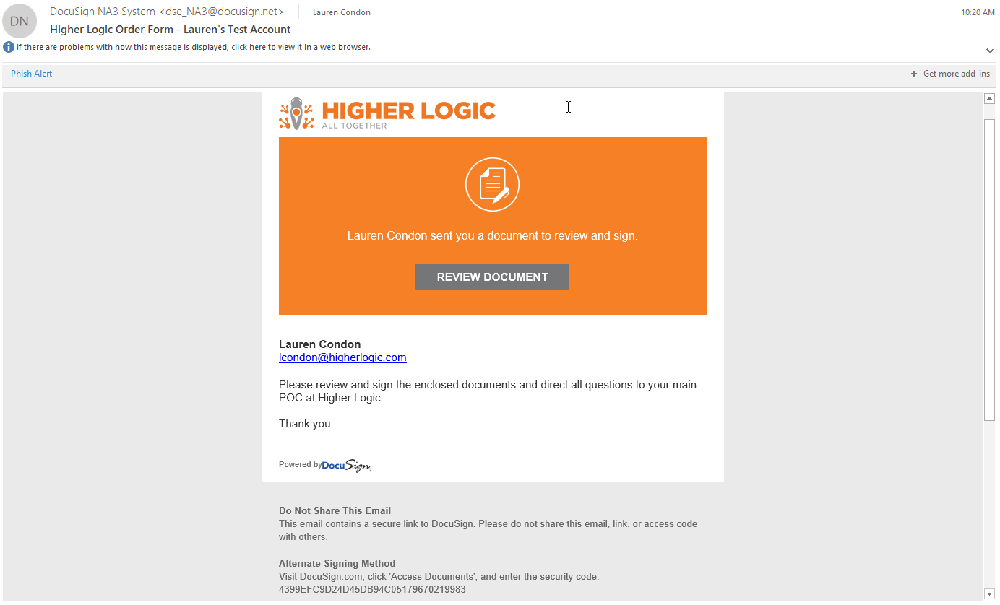 DN
DocuSign NA3 System <dse_NA3@docusign.net>
Lauren Condon
10:20 AM
Higher Logic Order Form - Lauren's Test Account
If there are problems with how this message is displayed, click here to view it in a web browser.
Phish Alert
+ Get more add-ins
HIGHER LOGIC
ALL TOGETHER
Lauren Condon sent you a document to review and sign.
REVIEW DOCUMENT
Lauren Condon
lcondon@higherlogic.com
Please review and sign the enclosed documents and direct all questions to your main
POC at Higher Logic.
Thank you
Powered by DocuSign
Do Not Share This Email
This email contains a secure link to DocuSign. Please do not share this email, link, or access code
with others.
Alternate Signing Method
Visit DocuSign.com, click 'Access Documents', and enter the security code:
4399EFC9D24D45DB94C05179670219983